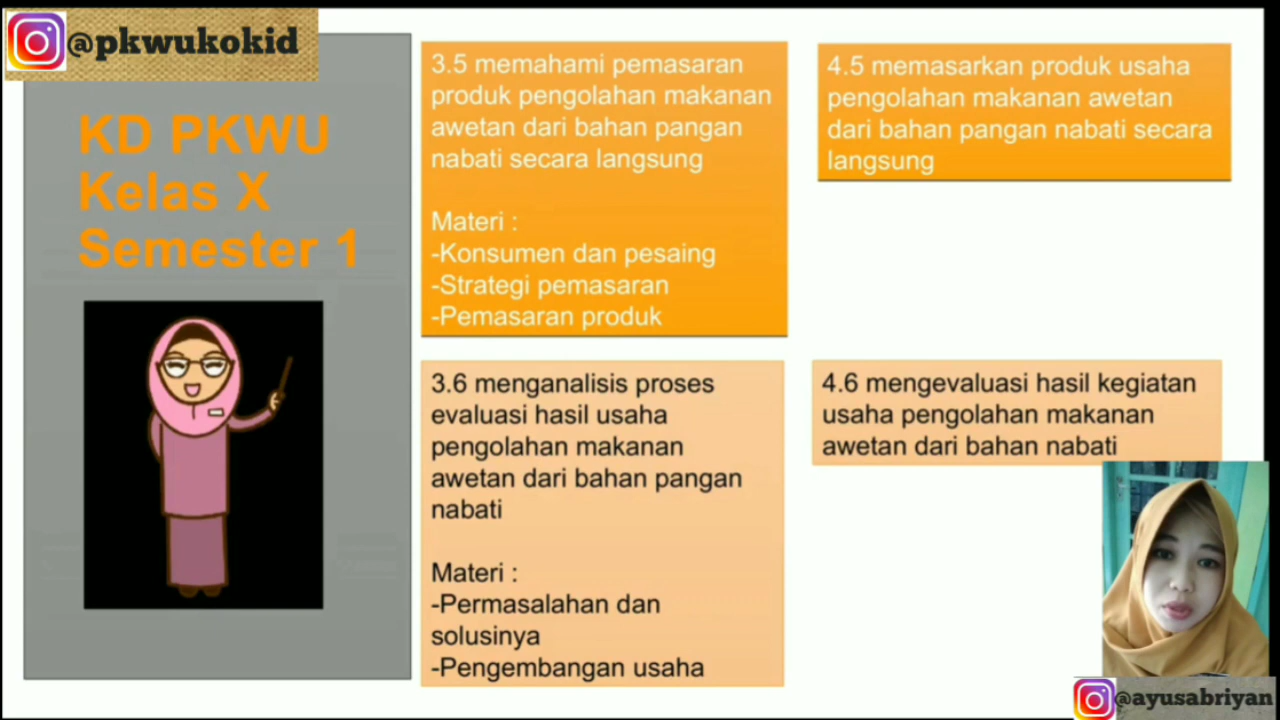 @pkwukokid
KD PKWU
Kelas X
Semester 1
3.5 memahami pemasaran
produk pengolahan makanan
awetan dari bahan pangan
nabati secara langsung
Materi :
-Konsumen dan pesaing
-Strategi pemasaran
-Pemasaran produk
4.5 memasarkan produk usaha
pengolahan makanan awetan
dari bahan pangan nabati secara
langsung
3.6 menganalisis proses
evaluasi hasil usaha
pengolahan makanan
awetan dari bahan pangan
nabati
Materi :
-Permasalahan dan
solusinya
-Pengembangan usaha
4.6 mengevaluasi hasil kegiatan
usaha pengolahan makanan
awetan dari bahan nabati
@ayusabriyan